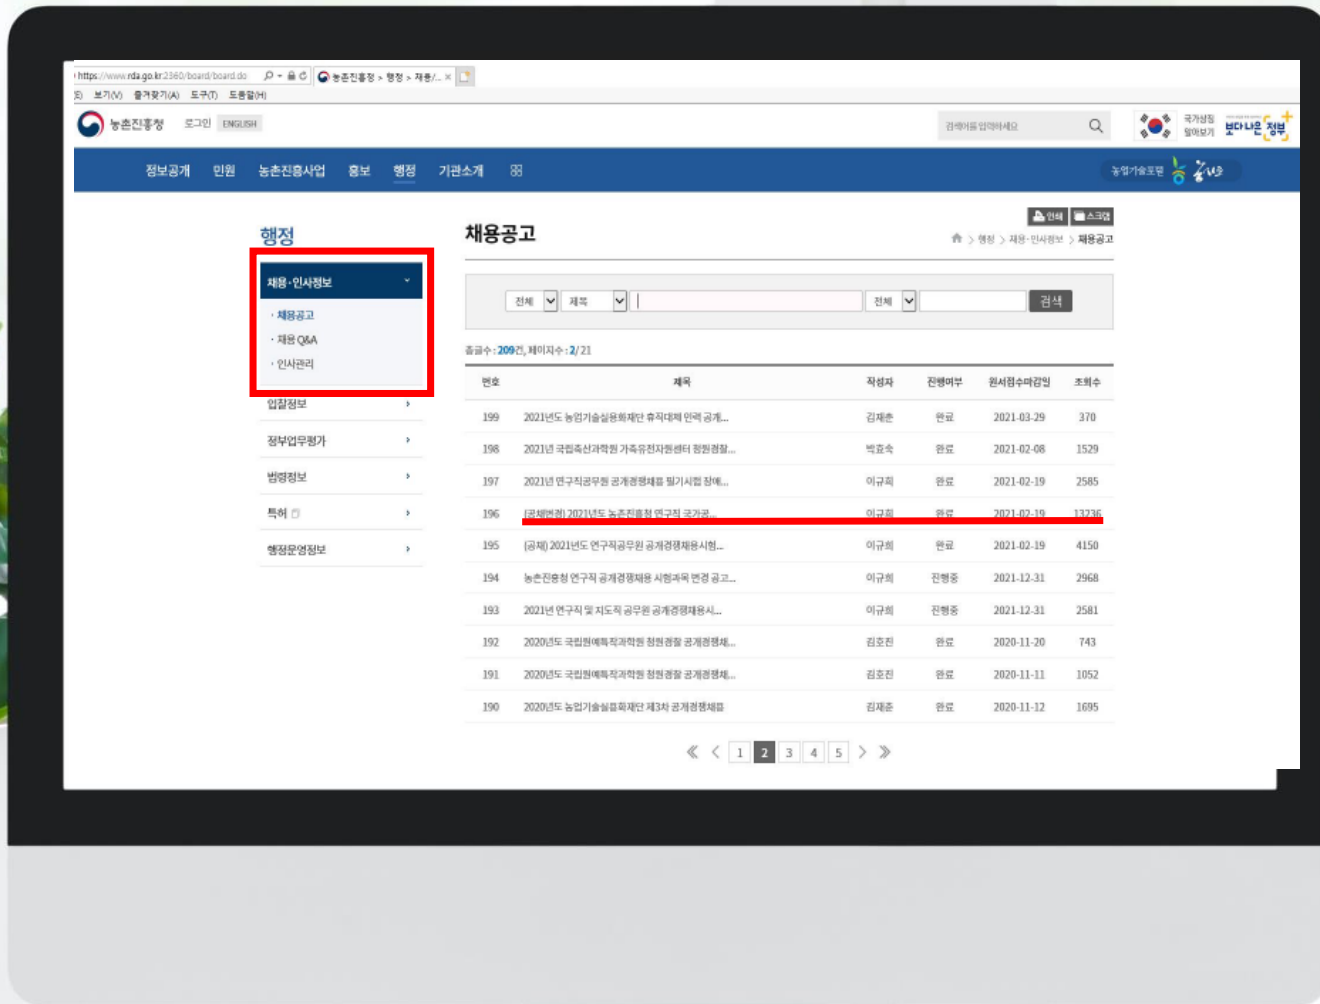 https://www.rda.go.kr:2360/board/board.do 농촌진흥청 > 행정 > 채용/...
보기(V) 즐겨찾기(A) 도구(T) 도움말(H)
농촌진흥청 로그인 ENGLISH 검색어를 입력하세요 국가상징 알아보기 보다나은 정부
정보공개 민원 농촌진흥사업 홍보 행정 기관소개 농업기술포털 농사로
인쇄 스크랩
행정 채용공고 > 행정 > 채용·인사정보 > 채용공고
채용·인사정보
· 채용공고
· 채용 Q&A
· 인사관리
입찰정보
정부업무평가
법령정보
특허
행정운영정보
전체 제목 전체 검색
총글수 : 209건, 페이지수 : 2/ 21
번호 제목 작성자 진행여부 원서접수마감일 조회수
199 2021년도 농업기술실용화재단 휴직대체 인력 공개... 김재춘 완료 2021-03-29 370
198 2021년 국립축산과학원 가축유전자원센터 청원경찰... 박효숙 완료 2021-02-08 1529
197 2021년 연구직공무원 공개경쟁채용 필기시험 장애... 이규희 완료 2021-02-19 2585
196 (공채변경) 2021년도 농촌진흥청 연구직 국가공... 이규희 완료 2021-02-19 13236
195 (공채) 2021년도 연구직공무원 공개경쟁채용시험... 이규희 완료 2021-02-19 4150
194 농촌진흥청 연구직 공개경쟁채용 시험과목 변경 공고... 이규희 진행중 2021-12-31 2968
193 2021년 연구직 및 지도직 공무원 공개경쟁채용시... 이규희 진행중 2021-12-31 2581
192 2020년도 국립원예특작과학원 청원경찰 공개경쟁채... 김호진 완료 2020-11-20 743
191 2020년도 국립원예특작과학원 청원경찰 공개경쟁채... 김호진 완료 2020-11-11 1052
190 2020년도 농업기술실용화재단 제3차 공개경쟁채용 김재춘 완료 2020-11-12 1695
1 2 3 4 5